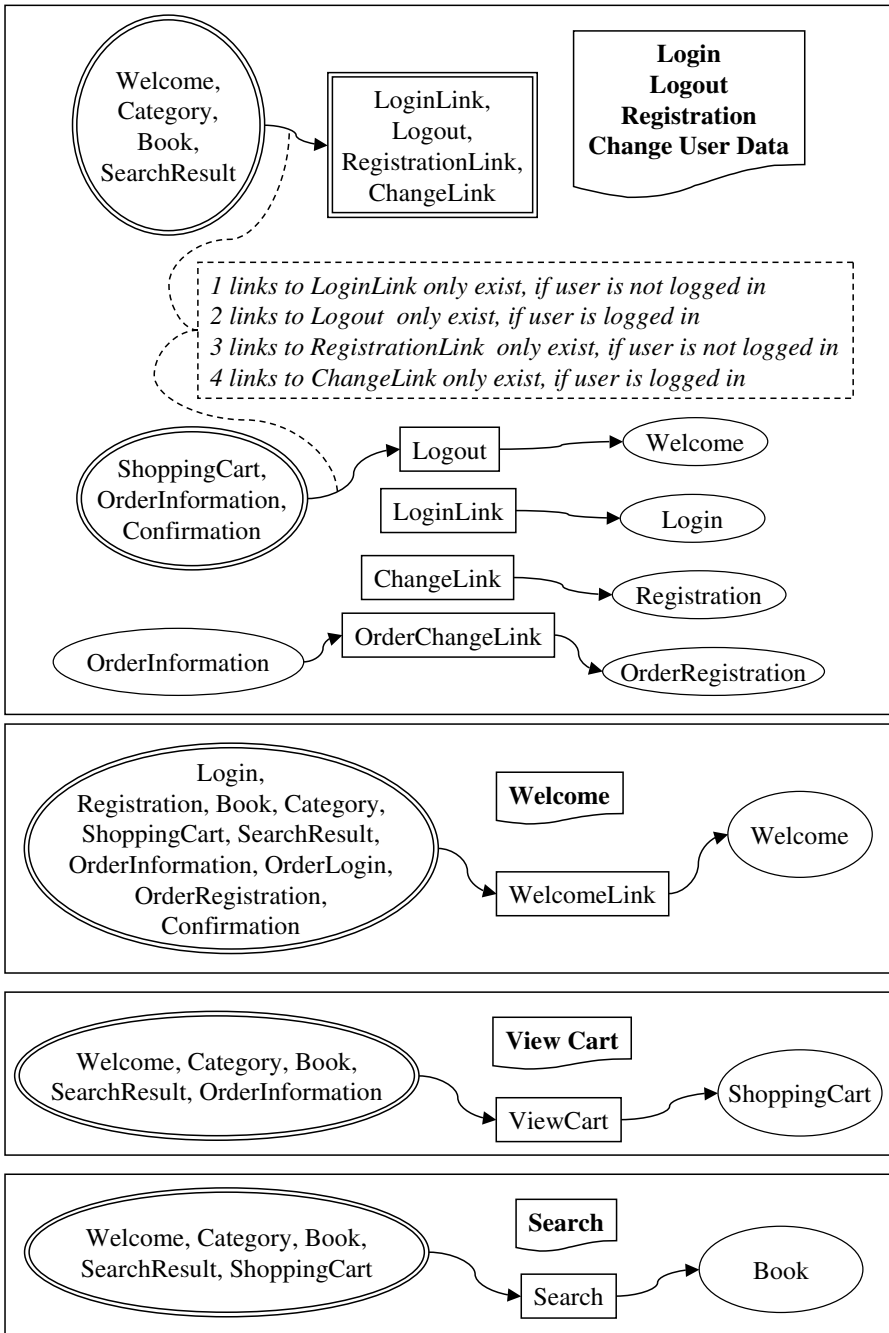 Welcome,
Category,
Book,
SearchResult
LoginLink,
Logout,
RegistrationLink,
ChangeLink
Login
Logout
Registration
Change User Data
1 links to LoginLink only exist, if user is not logged in
2 links to Logout only exist, if user is logged in
3 links to RegistrationLink only exist, if user is not logged in
4 links to ChangeLink only exist, if user is logged in
ShoppingCart,
OrderInformation,
Confirmation
Logout
Welcome
LoginLink
Login
ChangeLink
Registration
OrderInformation
OrderChangeLink
OrderRegistration
Login,
Registration, Book, Category,
ShoppingCart, SearchResult,
OrderInformation, OrderLogin,
OrderRegistration,
Confirmation
Welcome
WelcomeLink
Welcome
Welcome, Category, Book,
SearchResult, OrderInformation
View Cart
ViewCart
ShoppingCart
Welcome, Category, Book,
SearchResult, ShoppingCart
Search
Search
Book